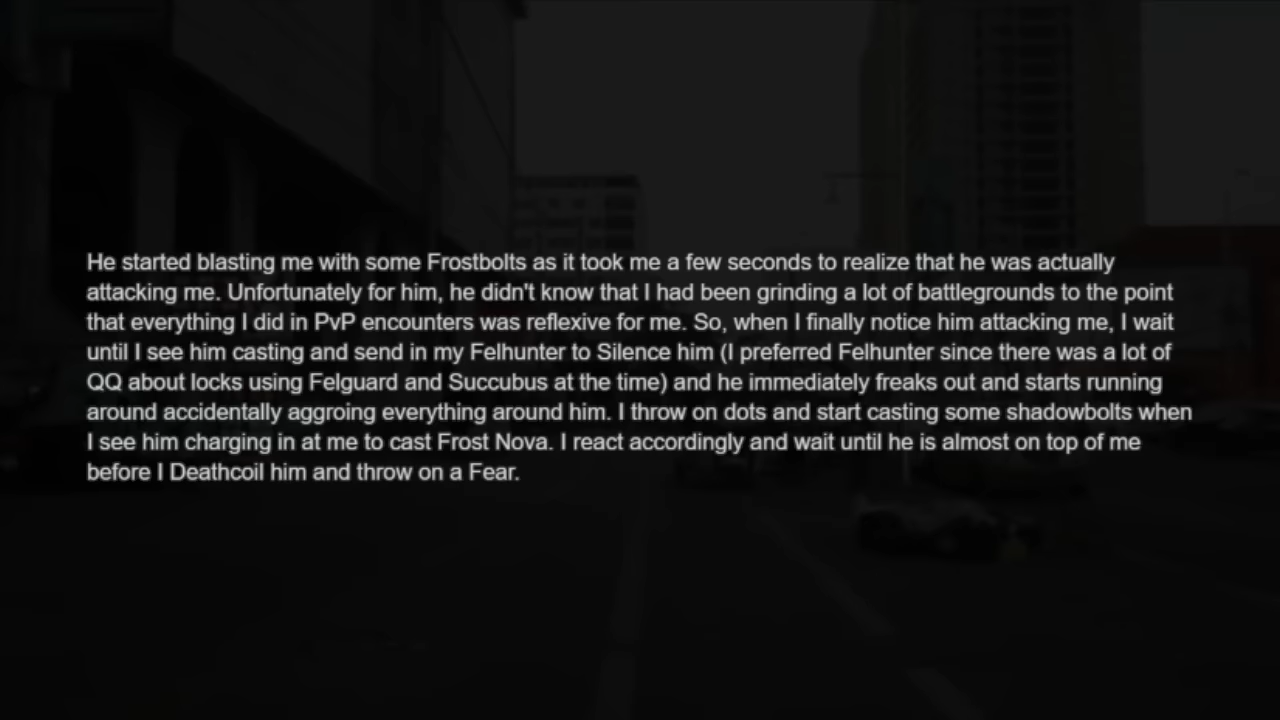 He started blasting me with some Frostbolts as it took me a few seconds to realize that he was actually
attacking me. Unfortunately for him, he didn't know that I had been grinding a lot of battlegrounds to the point
that everything I did in PvP encounters was reflexive for me. So, when I finally notice him attacking me, I wait
until I see him casting and send in my Felhunter to Silence him (I preferred Felhunter since there was a lot of
QQ about locks using Felguard and Succubus at the time) and he immediately freaks out and starts running
around accidentally aggroing everything around him. I throw on dots and start casting some shadowbolts when
I see him charging in at me to cast Frost Nova. I react accordingly and wait until he is almost on top of me
before I Deathcoil him and throw on a Fear.